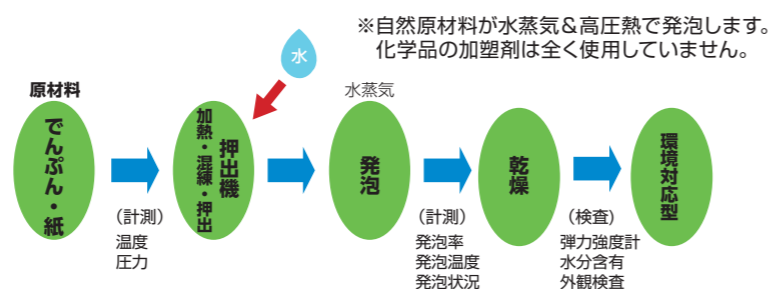 ※自然原材料が水蒸気＆高圧熱で発泡します。
化学品の加塑剤は全く使用していません。
水
原材料
でんぷん・紙
（計測）
温度
圧力
押出機
加熱・混練・押出
水蒸気
発泡
（計測）
発泡率
発泡温度
発泡状況
乾燥
（検査）
弾力強度計
水分含有
外観検査
環境対応型